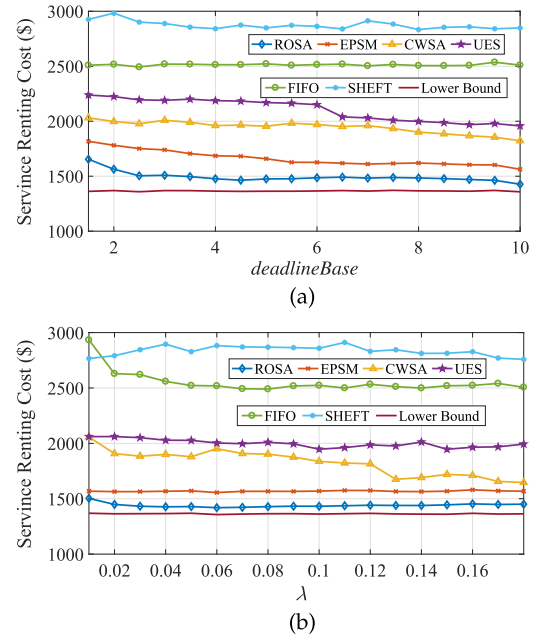 (a)
3000
2500
2000
1500
1000
Servince Renting Cost ($)
ROSA EPSM CWSA UES
FIFO SHEFT Lower Bound
2 4 6 8 10
deadlineBase
(a)
3000
2500
2000
1500
1000
Servince Renting Cost ($)
ROSA EPSM CWSA UES
FIFO SHEFT Lower Bound
0.02 0.04 0.06 0.08 0.1 0.12 0.14 0.16
λ
(b)